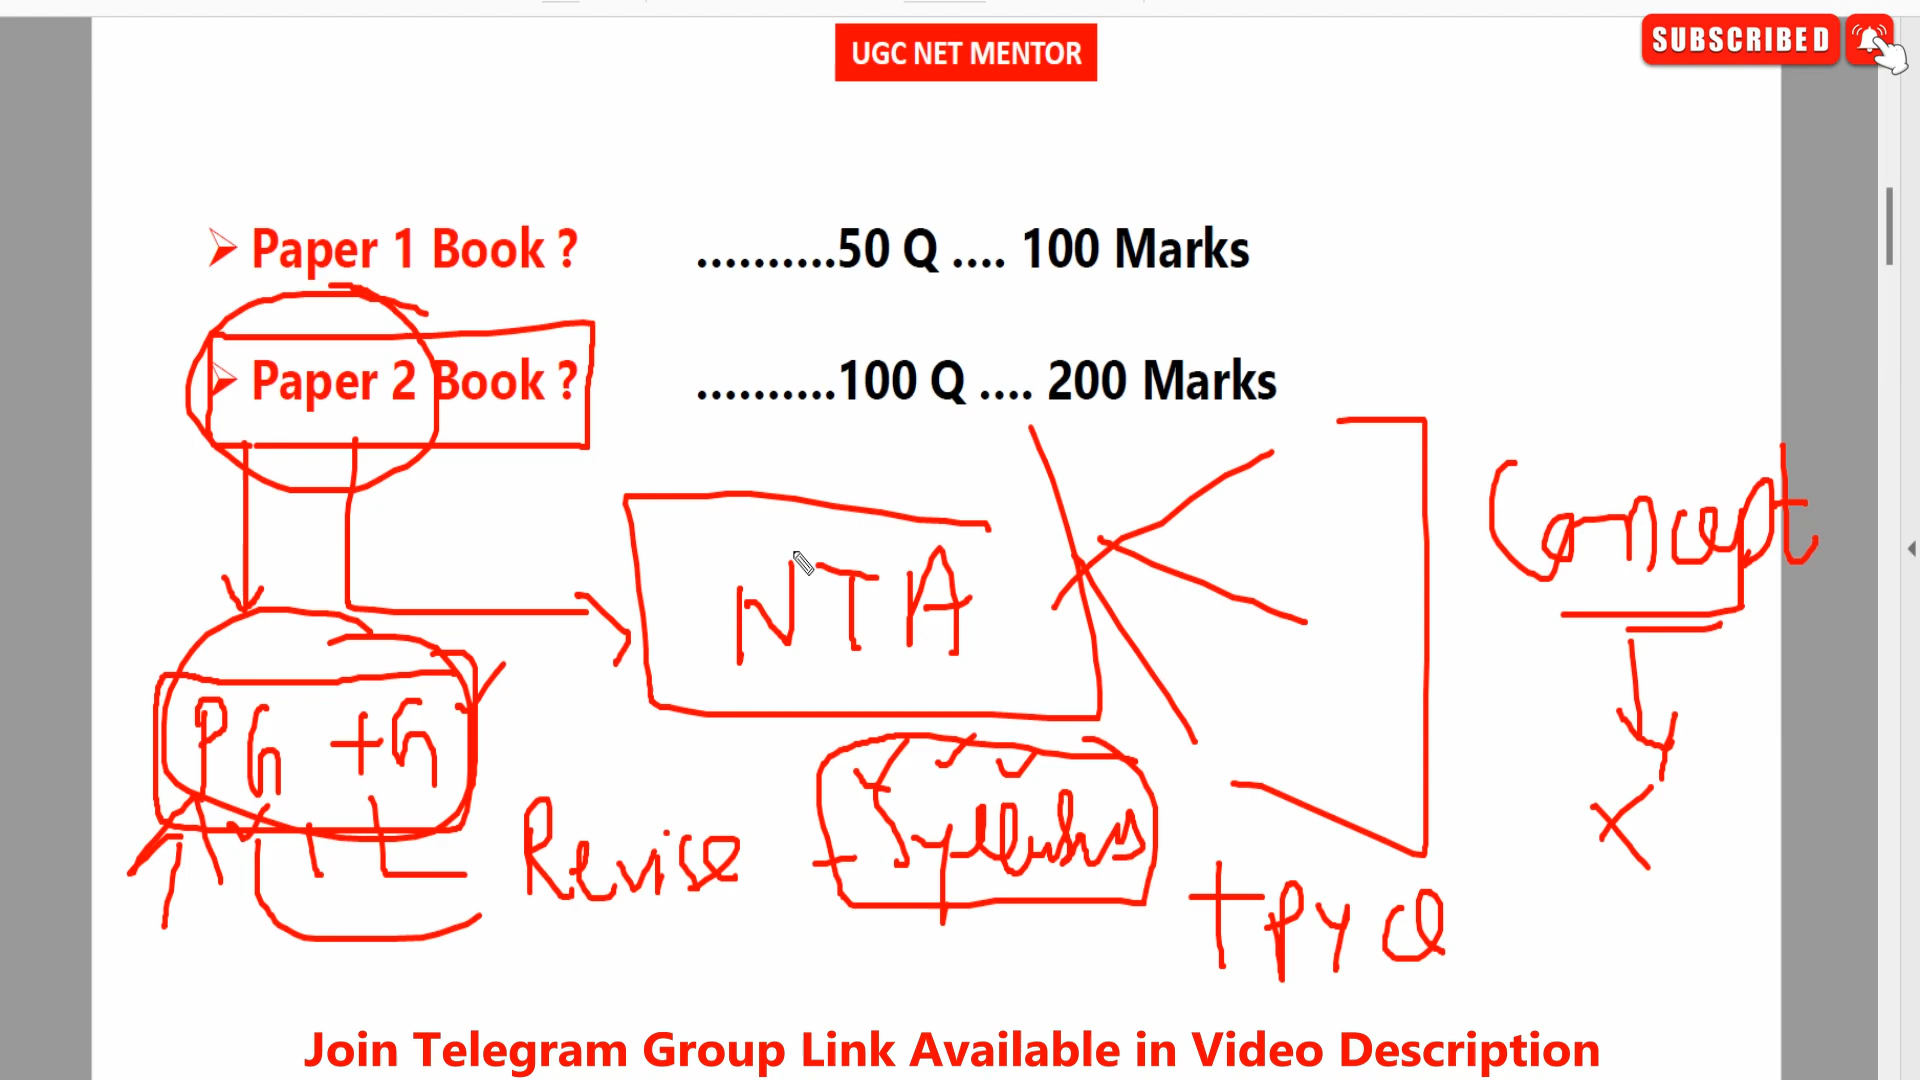 SUBSCRIBED
UGC NET MENTOR
Paper 1 Book ? ..........50 Q .... 100 Marks
Paper 2 Book ? ..........100 Q .... 200 Marks
Concept
NTA
PG + G
Revise
Syllabus
+ PYQ
Join Telegram Group Link Available in Video Description